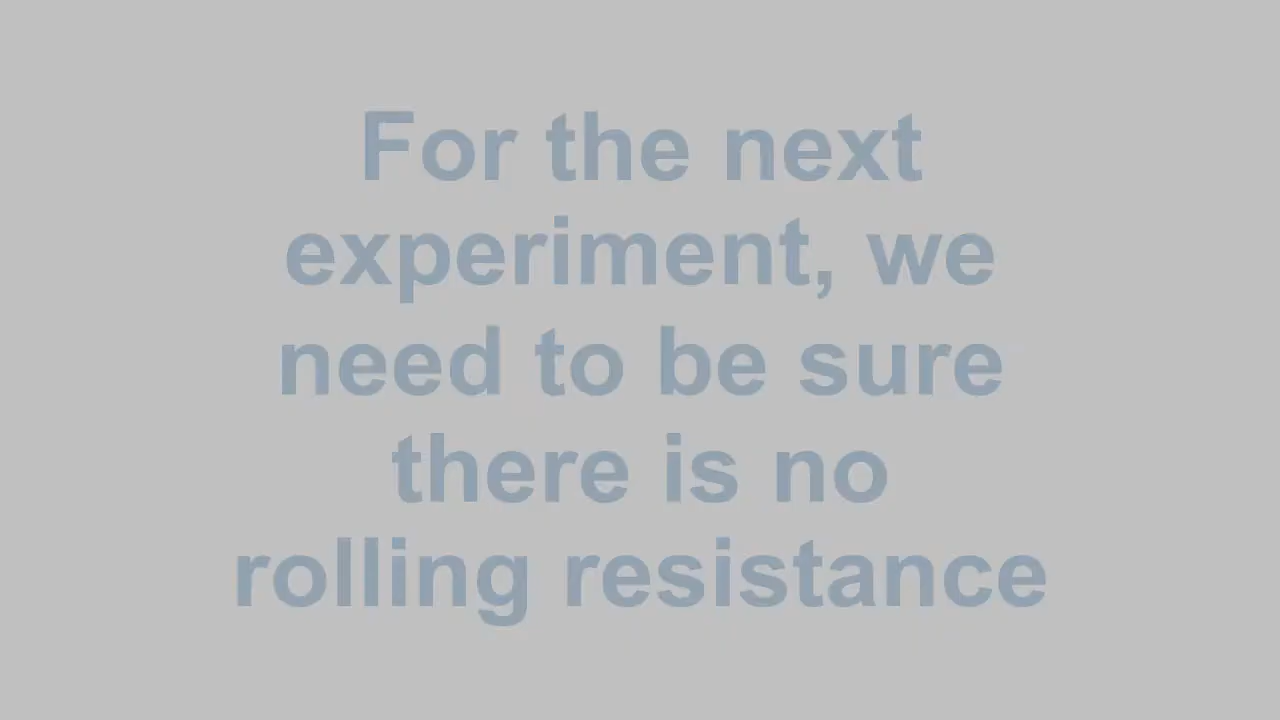 For the next
experiment, we
need to be sure
there is no
rolling resistance